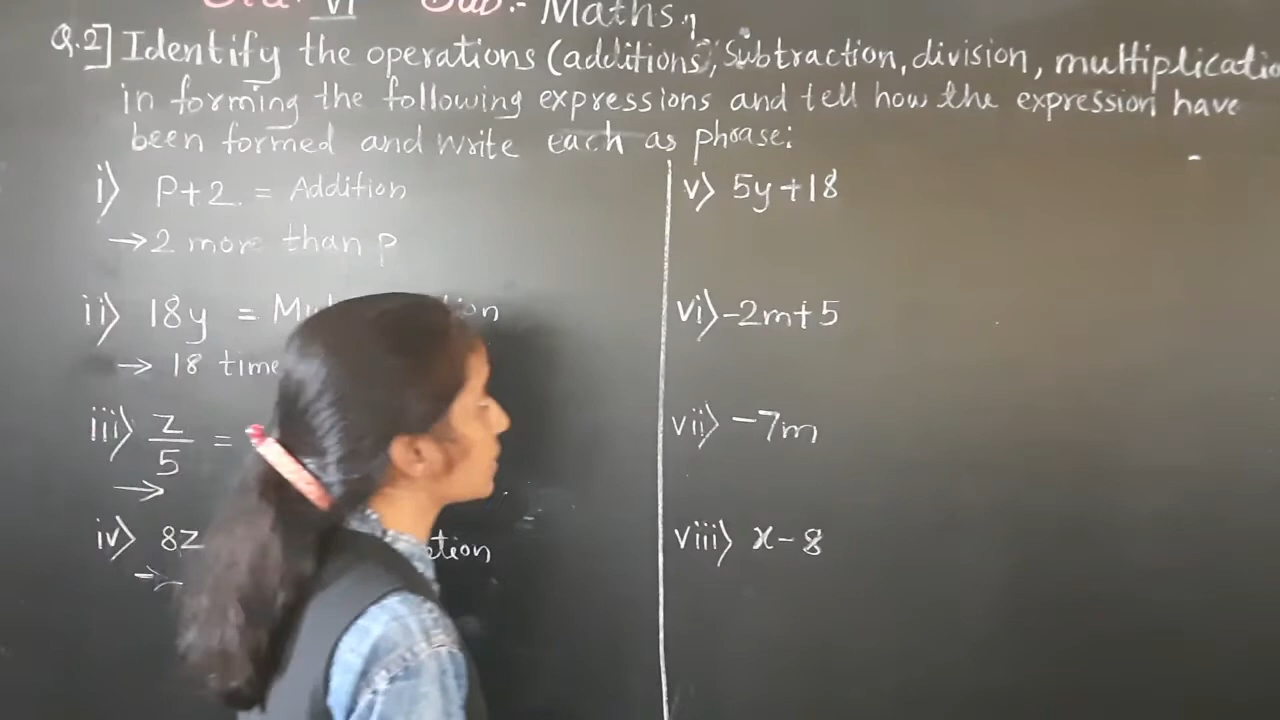 VI Sub:- Maths.
Q.2] Identify the operations (additions, subtraction, division, multiplicatio
in forming the following expressions and tell how the expression have
been formed and write each as phrase:
i) P+2 = Addition
→ 2 more than p
ii) 18y =
→ 18 time
iii) z/5 =
→
iv) 8z
→
v) 5y+18
vi) -2m+5
vii) -7m
viii) x-8